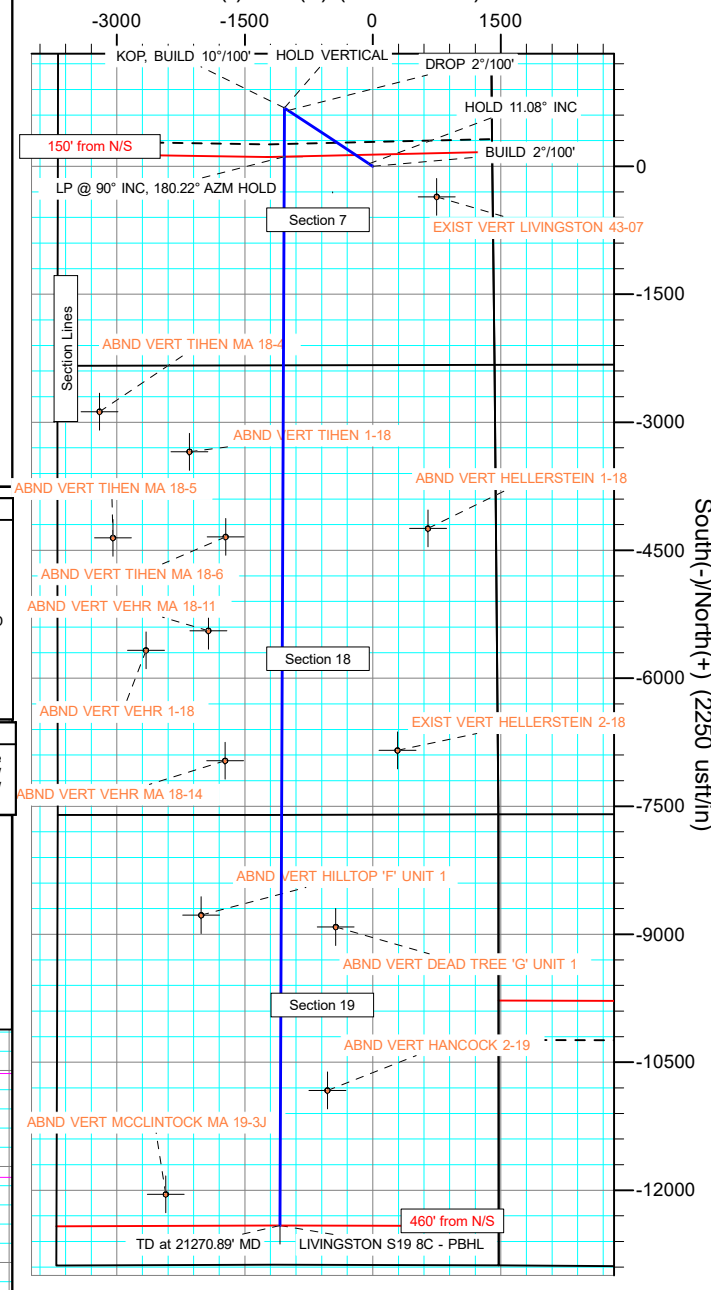 -3000 -1500 0 1500
KOP, BUILD 10°/100'
HOLD VERTICAL
DROP 2°/100'
HOLD 11.08° INC
150' from N/S
BUILD 2°/100'
0
LP @ 90° INC, 180.22° AZM HOLD
Section 7
EXIST VERT LIVINGSTON 43-07
-1500
Section Lines
ABND VERT TIHEN MA 18-4
-3000
ABND VERT TIHEN 1-18
ABND VERT HELLERSTEIN 1-18
ABND VERT TIHEN MA 18-5
-4500
ABND VERT TIHEN MA 18-6
ABND VERT VEHR MA 18-11
Section 18
-6000
South(-)/North(+) (2250 usft/in)
ABND VERT VEHR 1-18
EXIST VERT HELLERSTEIN 2-18
ABND VERT VEHR MA 18-14
-7500
ABND VERT HILLTOP 'F' UNIT 1
-9000
ABND VERT DEAD TREE 'G' UNIT 1
Section 19
ABND VERT HANCOCK 2-19
-10500
ABND VERT MCCLINTOCK MA 19-3J
-12000
460' from N/S
TD at 21270.89' MD
LIVINGSTON S19 8C - PBHL